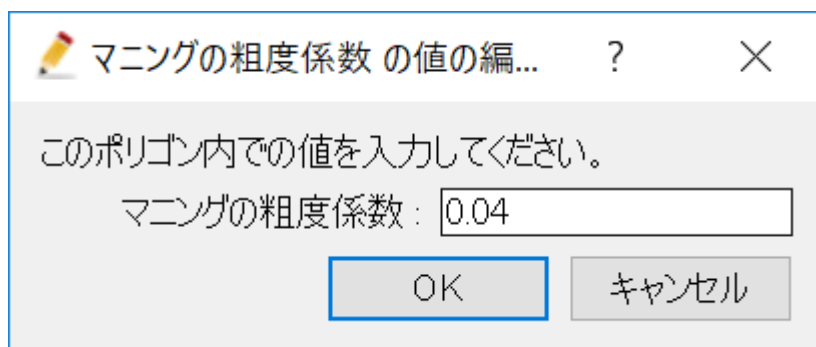 マニングの粗度係数 の値の編... ?
このポリゴン内での値を入力してください。
マニングの粗度係数 : 0.04
OK キャンセル